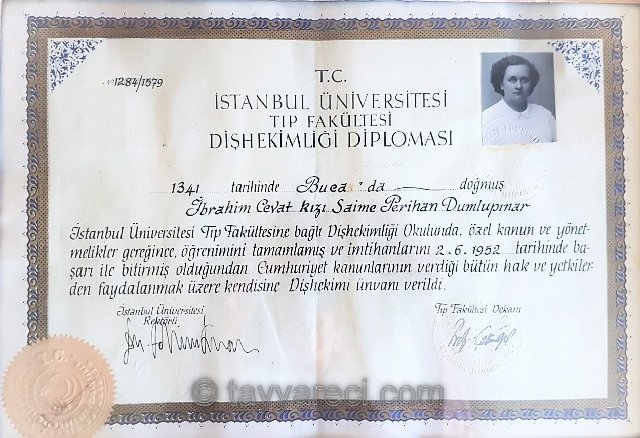 1284/1579
T.C.
İSTANBUL ÜNİVERSİTESİ
TIP FAKÜLTESİ
DİŞHEKİMLİĞİ DİPLOMASI
1341 tarihinde Buca'da doğmuş
İbrahim Cevat Kızı Saime Perihan Dumlupınar
İstanbul Üniversitesi Tıp Fakültesine bağlı Dişhekimliği Okulunda, özel kanun ve yönet-
melikler gereğince, öğrenimini tamamlamış ve imtihanlarını 2.6.1952 tarihinde ba-
şarı ile bitirmiş olduğundan Cumhuriyet kanunlarının verdiği bütün hak ve yetkiler-
den faydalanmak üzere kendisine Dişhekimi ünvanı verildi.
İstanbul Üniversitesi
Rektörü
Tıp Fakültesi Dekanı
T.C.
© tayyareci.com